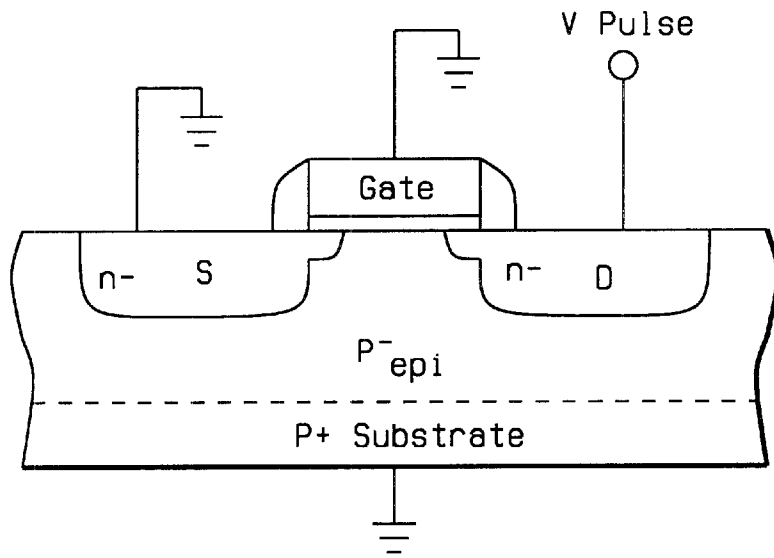 V Pulse
Gate
n- S
n- D
P-epi
P+ Substrate